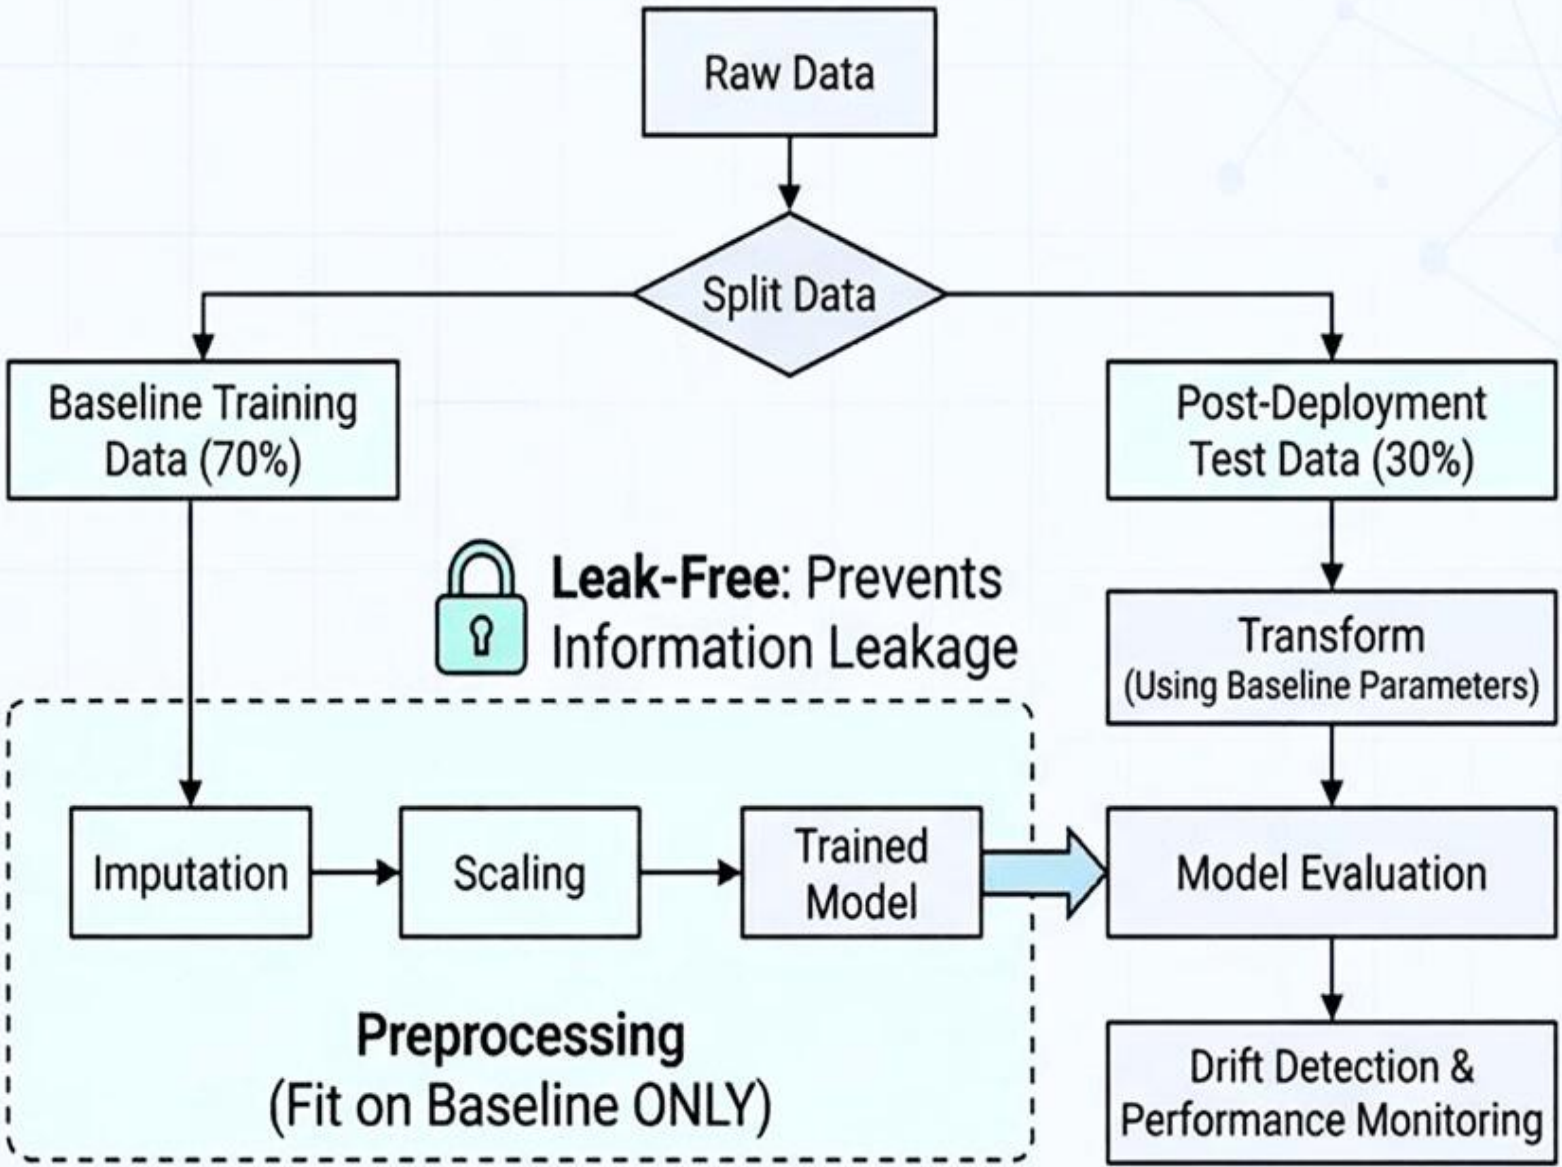 Raw Data
Split Data
Baseline Training
Data (70%)
Post-Deployment
Test Data (30%)
Leak-Free: Prevents
Information Leakage
Transform
(Using Baseline Parameters)
Imputation
Scaling
Trained
Model
Model Evaluation
Preprocessing
(Fit on Baseline ONLY)
Drift Detection &
Performance Monitoring